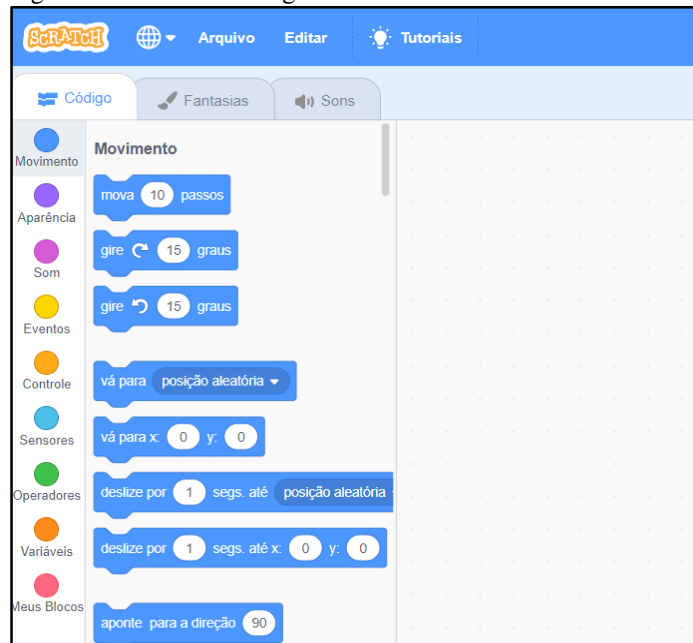 SCRATCH Arquivo Editar Tutoriais
Código Fantasias Sons
Movimento
Aparência
Som
Eventos
Controle
Sensores
Operadores
Variáveis
Meus Blocos
Movimento
mova 10 passos
gire 15 graus
gire 15 graus
vá para posição aleatória
vá para x: 0 y: 0
deslize por 1 segs. até posição aleatória
deslize por 1 segs. até x: 0 y: 0
aponte para a direção 90